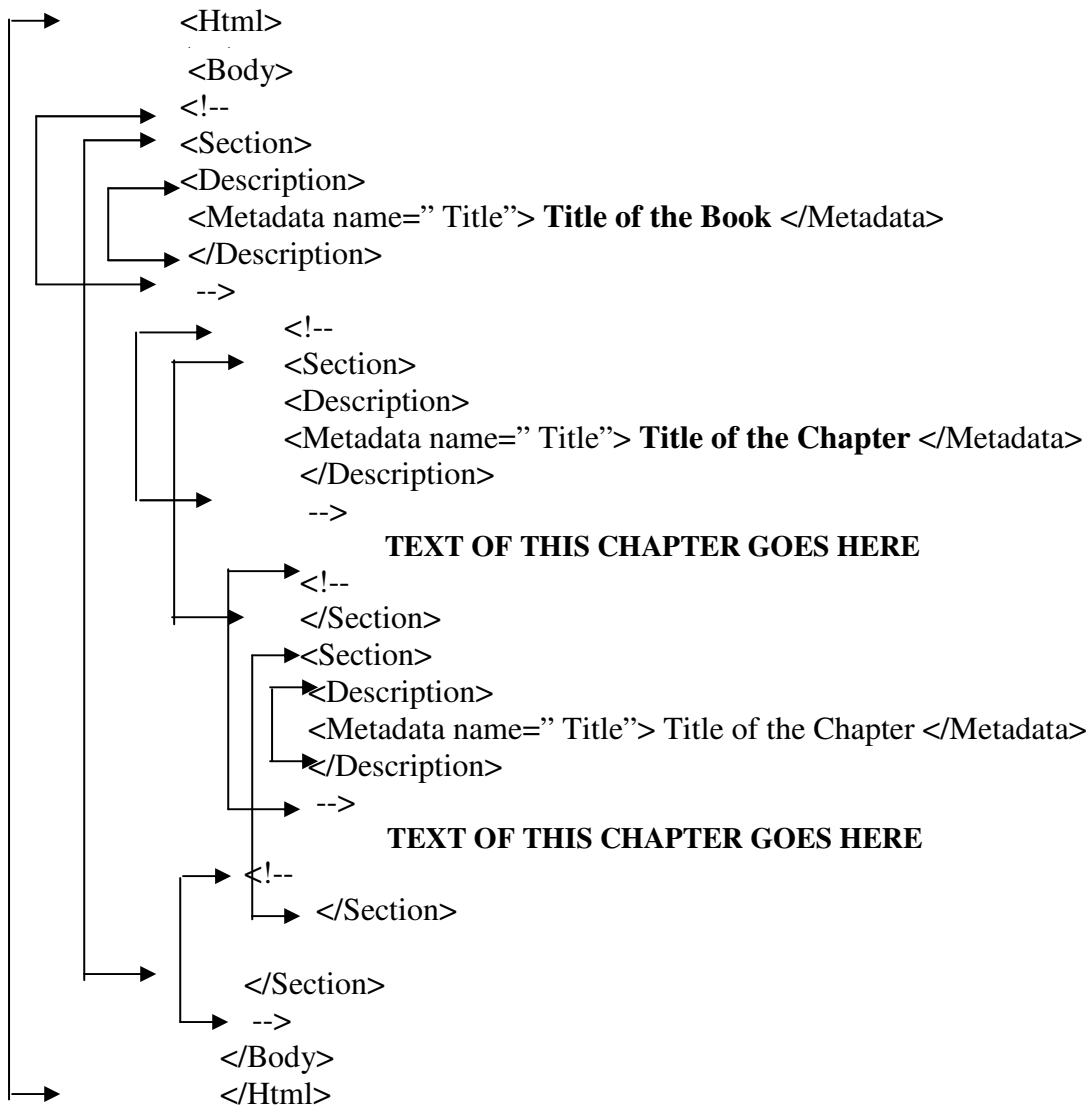 <Html>
<Body>
<!--
<Section>
<Description>
<Metadata name=” Title”> Title of the Book </Metadata>
</Description>
-->
<!--
<Section>
<Description>
<Metadata name=” Title”> Title of the Chapter </Metadata>
</Description>
-->
TEXT OF THIS CHAPTER GOES HERE
<!--
</Section>
<Section>
<Description>
<Metadata name=” Title”> Title of the Chapter </Metadata>
</Description>
-->
TEXT OF THIS CHAPTER GOES HERE
<!--
</Section>
</Section>
-->
</Body>
</Html>